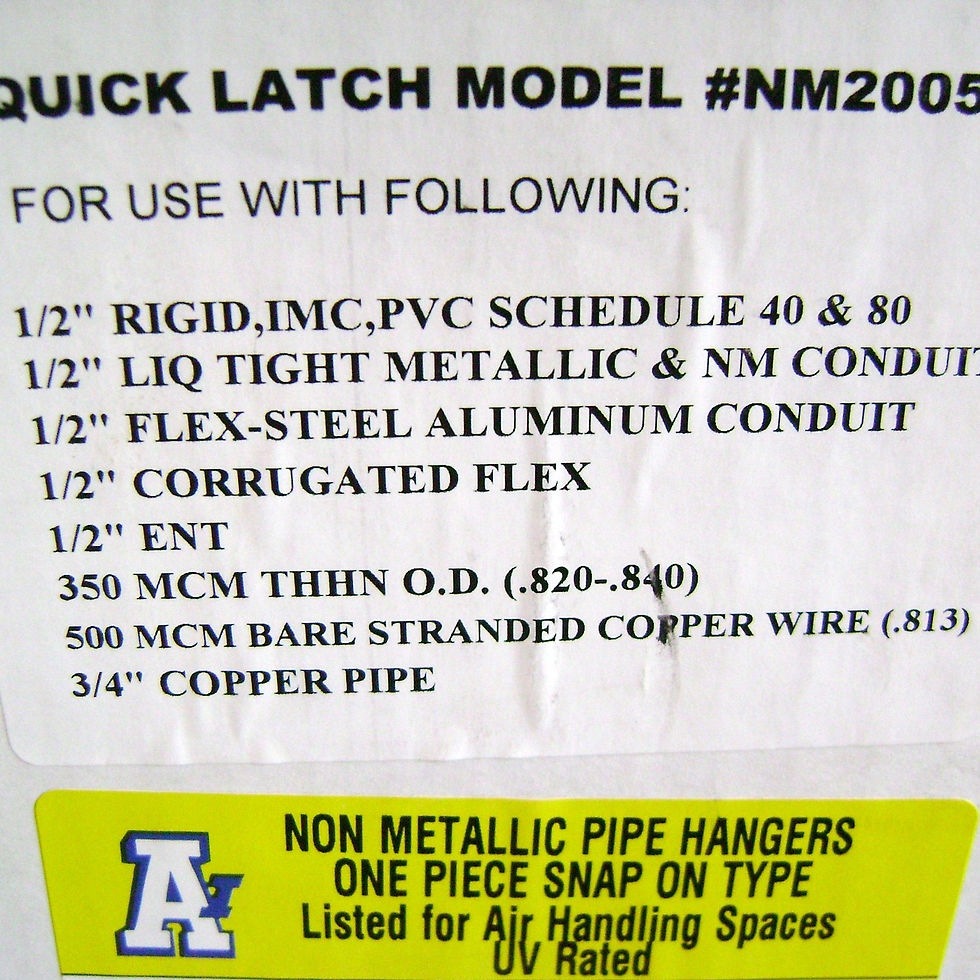 QUICK LATCH MODEL #NM2005
FOR USE WITH FOLLOWING:
1/2" RIGID,IMC,PVC SCHEDULE 40 & 80
1/2" LIQ TIGHT METALLIC & NM CONDUIT
1/2" FLEX-STEEL ALUMINUM CONDUIT
1/2" CORRUGATED FLEX
1/2" ENT
350 MCM THHN O.D. (.820-.840)
500 MCM BARE STRANDED COPPER WIRE (.813)
3/4" COPPER PIPE
A
NON METALLIC PIPE HANGERS
ONE PIECE SNAP ON TYPE
Listed for Air Handling Spaces
UV Rated